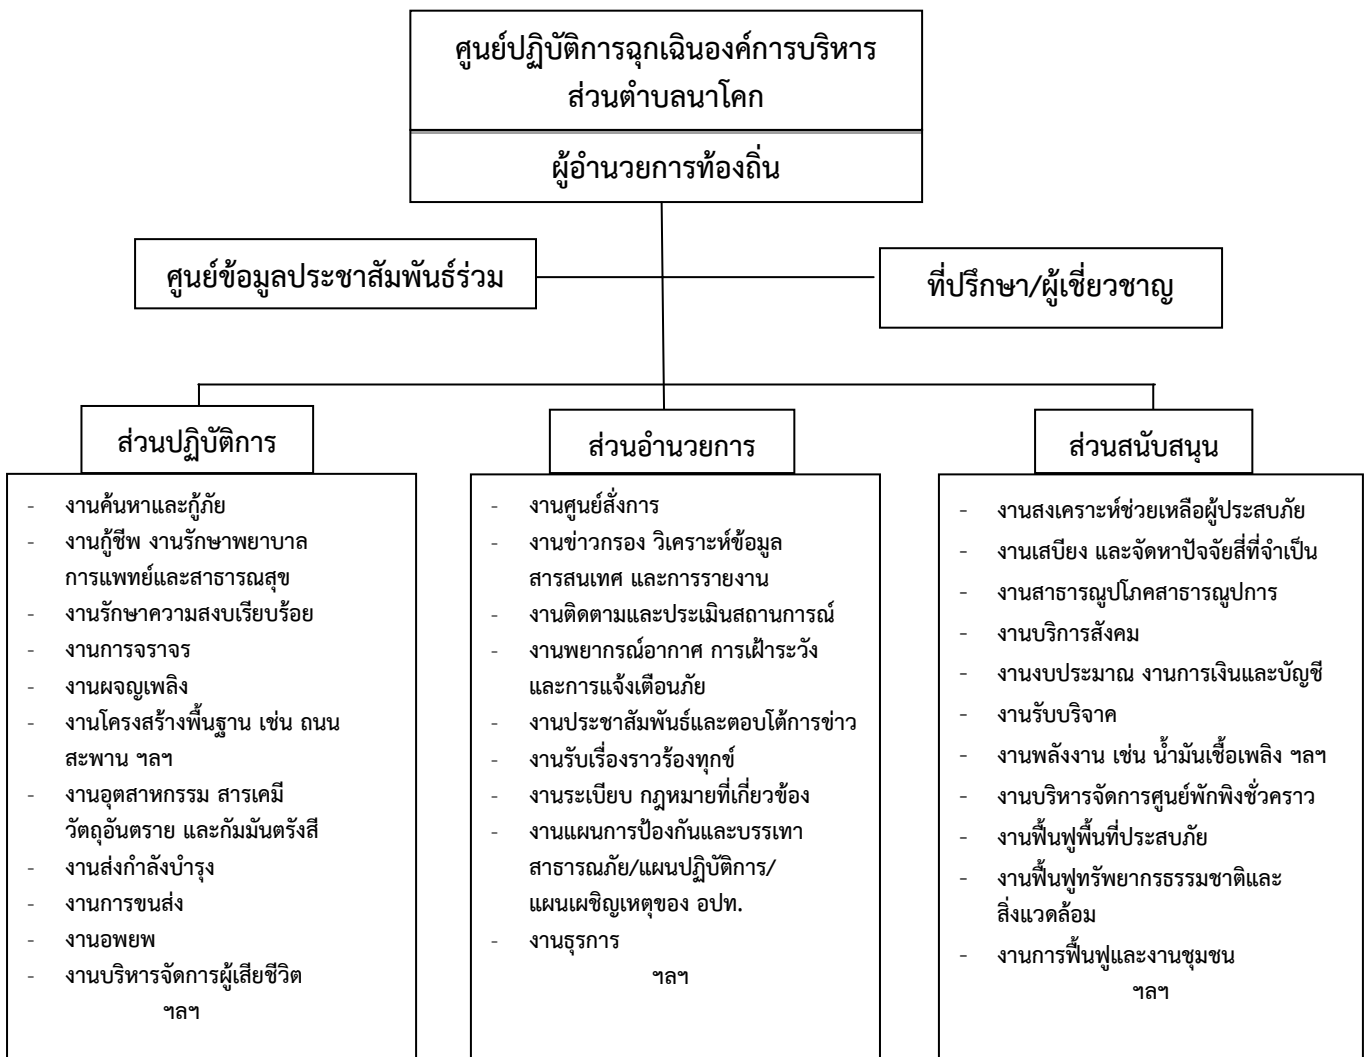 ศูนย์ปฏิบัติการฉุกเฉินองค์การบริหาร
ส่วนตำบลนาโคก
ผู้อำนวยการท้องถิ่น
ศูนย์ข้อมูลประชาสัมพันธ์ร่วม
ที่ปรึกษา/ผู้เชี่ยวชาญ
ส่วนปฏิบัติการ
- งานค้นหาและกู้ภัย
- งานกู้ชีพ งานรักษาพยาบาล
การแพทย์และสาธารณสุข
- งานรักษาความสงบเรียบร้อย
- งานการจราจร
- งานผจญเพลิง
- งานโครงสร้างพื้นฐาน เช่น ถนน
สะพาน ฯลฯ
- งานอุตสาหกรรม สารเคมี
วัตถุอันตราย และกัมมันตรังสี
- งานส่งกำลังบำรุง
- งานการขนส่ง
- งานอพยพ
- งานบริหารจัดการผู้เสียชีวิต
ฯลฯ
ส่วนอำนวยการ
- งานศูนย์สั่งการ
- งานข่าวกรอง วิเคราะห์ข้อมูล
สารสนเทศ และการรายงาน
- งานติดตามและประเมินสถานการณ์
- งานพยากรณ์อากาศ การเฝ้าระวัง
และการแจ้งเตือนภัย
- งานประชาสัมพันธ์และตอบโต้การข่าว
- งานรับเรื่องราวร้องทุกข์
- งานระเบียบ กฎหมายที่เกี่ยวข้อง
- งานแผนการป้องกันและบรรเทา
สาธารณภัย/แผนปฏิบัติการ/
แผนเผชิญเหตุของ อปท.
- งานธุรการ
ฯลฯ
ส่วนสนับสนุน
- งานสงเคราะห์ช่วยเหลือผู้ประสบภัย
- งานเสบียง และจัดหาปัจจัยสี่ที่จำเป็น
- งานสาธารณูปโภคสาธารณูปการ
- งานบริการสังคม
- งานงบประมาณ งานการเงินและบัญชี
- งานรับบริจาค
- งานพลังงาน เช่น น้ำมันเชื้อเพลิง ฯลฯ
- งานบริหารจัดการศูนย์พักพิงชั่วคราว
- งานฟื้นฟูพื้นที่ประสบภัย
- งานฟื้นฟูทรัพยากรธรรมชาติและ
สิ่งแวดล้อม
- งานการฟื้นฟูและงานชุมชน
ฯลฯ